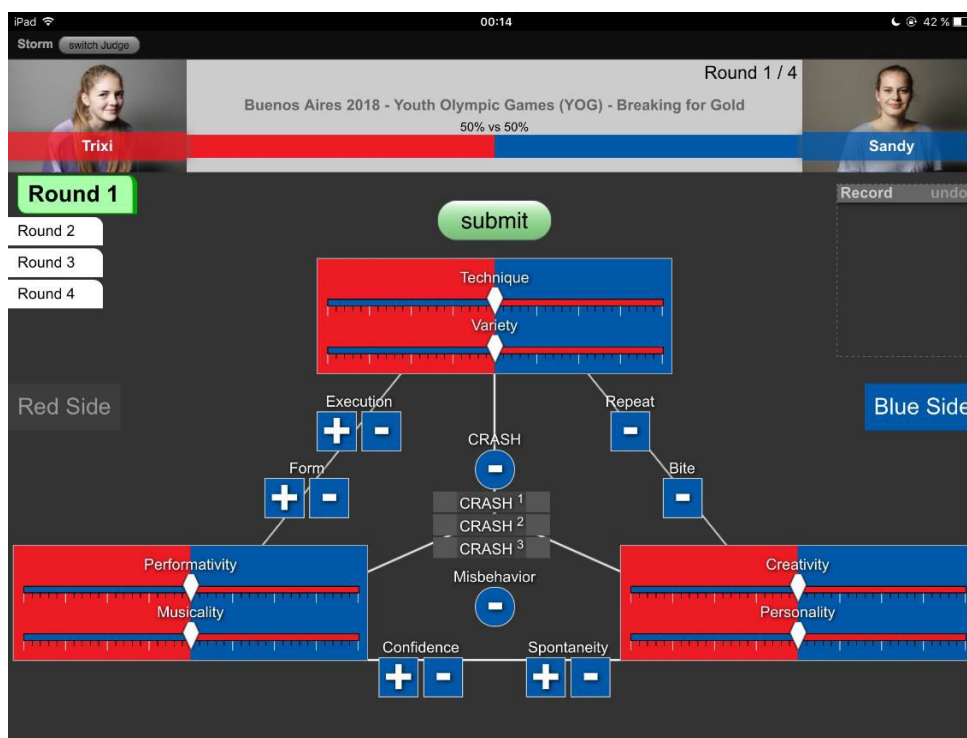 iPad 00:14 42 %
Storm switch Judge
Round 1 / 4
Buenos Aires 2018 - Youth Olympic Games (YOG) - Breaking for Gold
50% vs 50%
Trixi
Sandy
Round 1
Round 2
Round 3
Round 4
submit
Record undo
Technique
Variety
Red Side
Blue Side
Execution
+ -
Repeat
-
CRASH
-
Form
+ -
Bite
-
CRASH 1
CRASH 2
CRASH 3
Performativity
Musicality
Misbehavior
-
Creativity
Personality
Confidence
+ -
Spontaneity
+ -